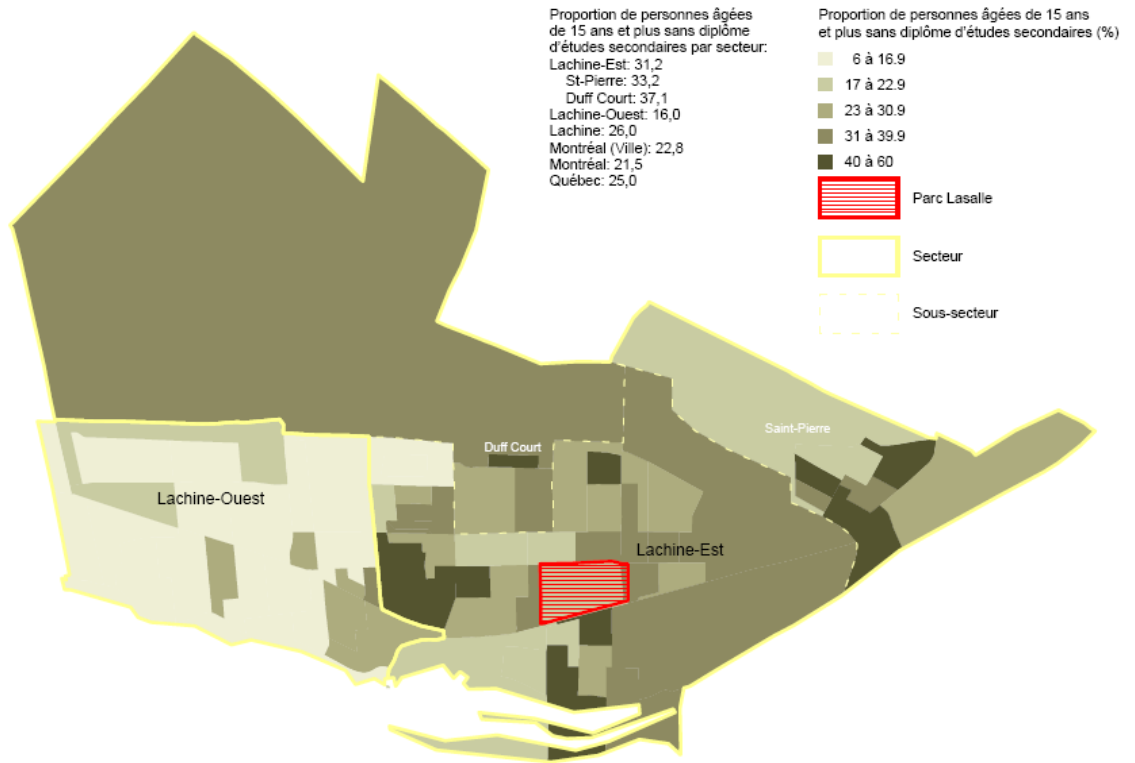 Proportion de personnes âgées
de 15 ans et plus sans diplôme
d'études secondaires par secteur:
Lachine-Est: 31,2
St-Pierre: 33,2
Duff Court: 37,1
Lachine-Ouest: 16,0
Lachine: 26,0
Montréal (Ville): 22,8
Montréal: 21,5
Québec: 25,0
Proportion de personnes âgées de 15 ans
et plus sans diplôme d'études secondaires (%)
6 à 16.9
17 à 22.9
23 à 30.9
31 à 39.9
40 à 60
Parc Lasalle
Secteur
Sous-secteur
Saint-Pierre
Duff Court
Lachine-Ouest
Lachine-Est